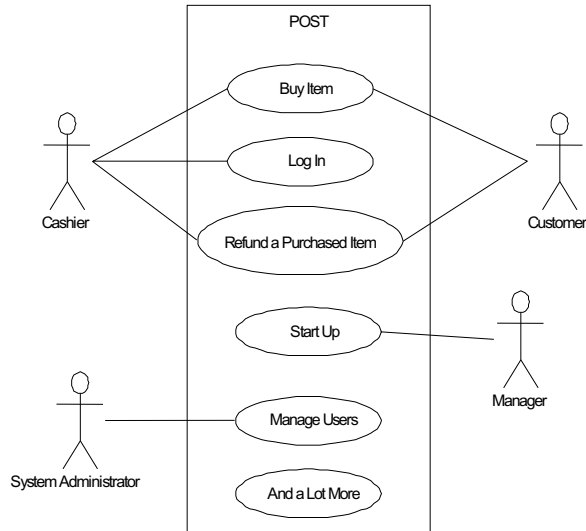 POST
Buy Item
Log In
Cashier
Customer
Refund a Purchased Item
Start Up
Manager
Manage Users
System Administrator
And a Lot More